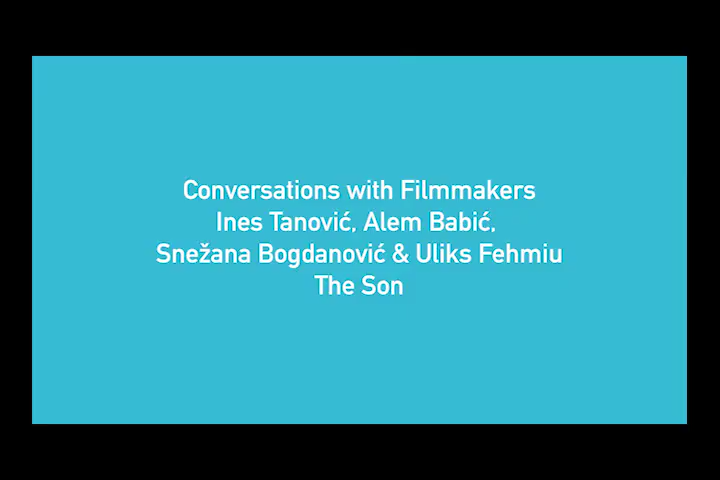 Conversations with Filmmakers
Ines Tanović, Alem Babić,
Snežana Bogdanović & Uliks Fehmiu
The Son